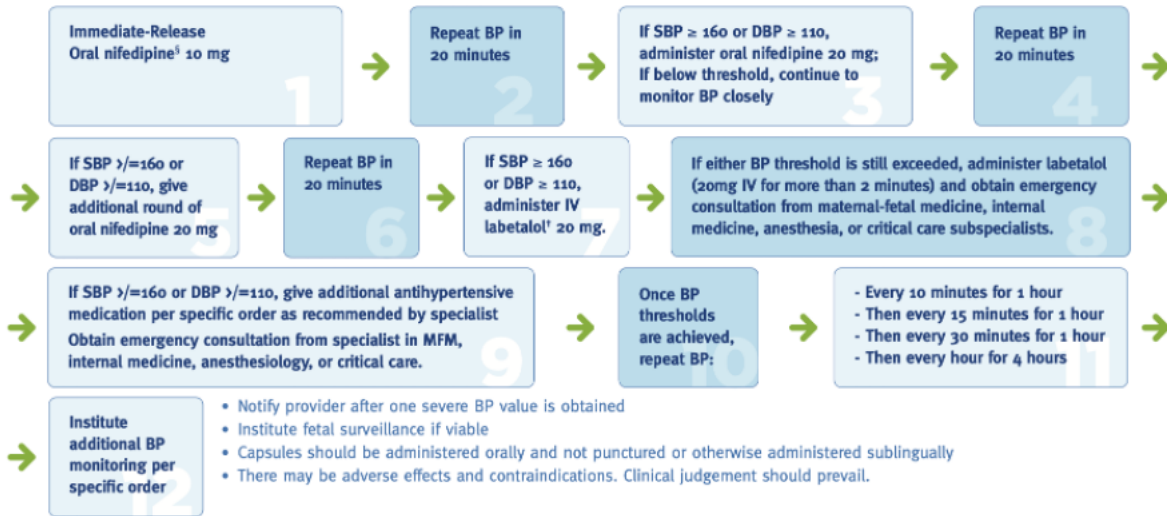 Immediate-Release
Oral nifedipine§ 10 mg
1
Repeat BP in
20 minutes
2
If SBP ≥ 160 or DBP ≥ 110,
administer oral nifedipine 20 mg;
If below threshold, continue to
monitor BP closely
3
Repeat BP in
20 minutes
4
If SBP >/=160 or
DBP >/=110, give
additional round of
oral nifedipine 20 mg
5
Repeat BP in
20 minutes
6
If SBP ≥ 160
or DBP ≥ 110,
administer IV
labetalol† 20 mg.
7
If either BP threshold is still exceeded, administer labetalol
(20mg IV for more than 2 minutes) and obtain emergency
consultation from maternal-fetal medicine, internal
medicine, anesthesia, or critical care subspecialists.
8
If SBP >/=160 or DBP >/=110, give additional antihypertensive
medication per specific order as recommended by specialist
Obtain emergency consultation from specialist in MFM,
internal medicine, anesthesiology, or critical care.
9
Once BP
thresholds
are achieved,
repeat BP:
10
- Every 10 minutes for 1 hour
- Then every 15 minutes for 1 hour
- Then every 30 minutes for 1 hour
- Then every hour for 4 hours
11
Institute
additional BP
monitoring per
specific order
12
• Notify provider after one severe BP value is obtained
• Institute fetal surveillance if viable
• Capsules should be administered orally and not punctured or otherwise administered sublingually
• There may be adverse effects and contraindications. Clinical judgement should prevail.